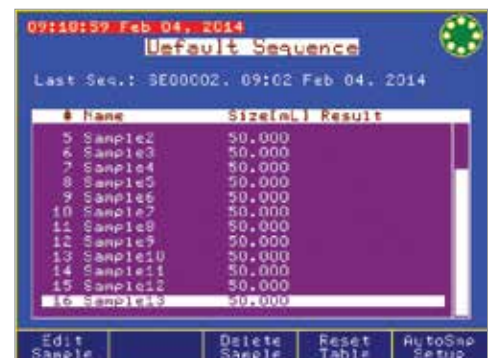 09:10:59 Feb 04, 2014
Default Sequence
Last Seq.: SE00002. 09:02 Feb 04. 2014
# Name Size[mL] Result
5 Sample2 50.000
6 Sample3 50.000
7 Sample4 50.000
8 Sample5 50.000
9 Sample6 50.000
10 Sample7 50.000
11 Sample8 50.000
12 Sample9 50.000
13 Sample10 50.000
14 Sample11 50.000
15 Sample12 50.000
16 Sample13 50.000
Edit Sample
Delete Sample
Reset Table
AutoSmp Setup